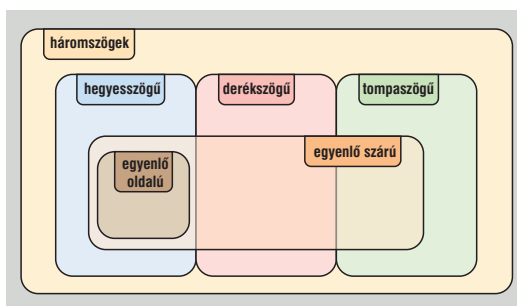 háromszögek
hegyesszögű
derékszögű
tompaszögű
egyenlő szárú
egyenlő
oldalú